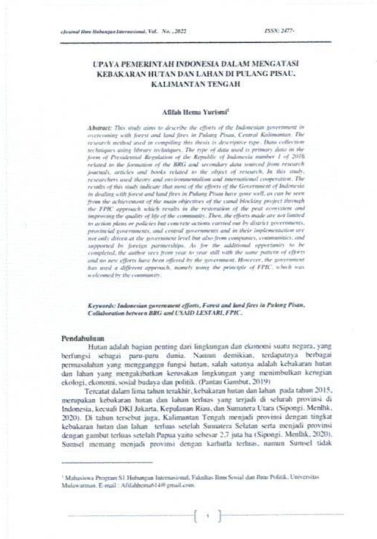 eJournal Ilmu Hubungan Internasional, Vol. No. ,2022 ISSN: 2477-
UPAYA PEMERINTAH INDONESIA DALAM MENGATASI
KEBAKARAN HUTAN DAN LAHAN DI PULANG PISAU,
KALIMANTAN TENGAH
Afifah Hemu Yurismi¹
Abstract: This study aims to describe the efforts of the Indonesian government in
overcoming with forest and land fires in Pulang Pisau, Central Kalimantan. The
research method used in compiling this thesis is descriptive type. Data collection
techniques using library techniques. The type of data used is primary data in the
form of Presidential Regulation of the Republic of Indonesia number 1 of 2016
related to the formation of the BRG and secondary data sourced from research
journals, articles and books related to the object of research. In this study,
researchers used theory and environmentalism and international cooperation. The
results of this study indicate that most of the efforts of the Government of Indonesia
in dealing with forest and land fires in Pulang Pisau have gone well, as can be seen
from the achievement of the main objectives of the canal blocking project through
the FPIC approach which results in the restoration of the peat ecosystem and
improving the quality of life of the community. Then, the efforts made are not limited
to action plans or policies but concrete actions carried out by district governments,
provincial governments, and central governments and in their implementation are
not only driven at the government level but also from companies, communities, and
supported by foreign partnerships. As for the additional opportunity to be
completed, the author sees from year to year still with the same pattern of efforts
and no new efforts have been offered by the government. However, the government
has used a different approach, namely using the principle of FPIC, which was
welcomed by the community.
Keywords: Indonesian government efforts, Forest and land fires in Pulang Pisau,
Collaboration between BRG and USAID LESTARI, FPIC.
Pendahuluan
Hutan adalah bagian penting dari lingkungan dan ekonomi suatu negara, yang
berfungsi sebagai paru-paru dunia. Namun demikian, terdapatnya berbagai
permasalahan yang mengganggu fungsi hutan, salah satunya adalah kebakaran hutan
dan lahan yang mengakibatkan kerusakan lingkungan yang menimbulkan kerugian
ekologi, ekonomi, sosial budaya dan politik. (Pantau Gambut, 2019)
Tercatat dalam lima tahun terakhir, kebakaran hutan dan lahan pada tahun 2015,
merupakan kebakaran hutan dan lahan terluas yang terjadi di seluruh provinsi di
Indonesia, kecuali DKI Jakarta, Kepulauan Riau, dan Sumatera Utara (Sipongi. Menlhk,
2020). Di tahun tersebut juga, Kalimantan Tengah menjadi provinsi dengan tingkat
kebakaran hutan dan lahan terluas setelah Sumatera Selatan serta menjadi provinsi
dengan gambut terluas setelah Papua yaitu sebesar 2,7 juta ha (Sipongi. Menlhk, 2020).
Sumsel memang menjadi provinsi dengan karhutla terluas, namun Sumsel tidak
¹ Mahasiswa Program S1 Hubungan Internasional, Fakultas Ilmu Sosial dan Ilmu Politik, Universitas
Mulawarman. E-mail : Afifahhemah14@gmail.com.
1